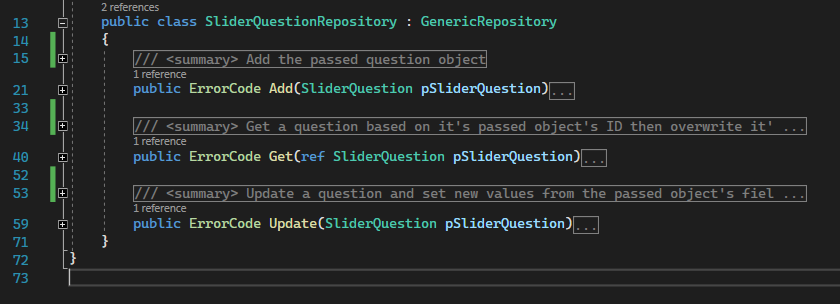 2 references
13 public class SliderQuestionRepository : GenericRepository
14 {
15 /// <summary> Add the passed question object
1 reference
21 public ErrorCode Add(SliderQuestion pSliderQuestion)...
33
34 /// <summary> Get a question based on it's passed object's ID then overwrite it' ...
1 reference
40 public ErrorCode Get(ref SliderQuestion pSliderQuestion)...
52
53 /// <summary> Update a question and set new values from the passed object's fiel ...
1 reference
59 public ErrorCode Update(SliderQuestion pSliderQuestion)...
71 }
72 }
73